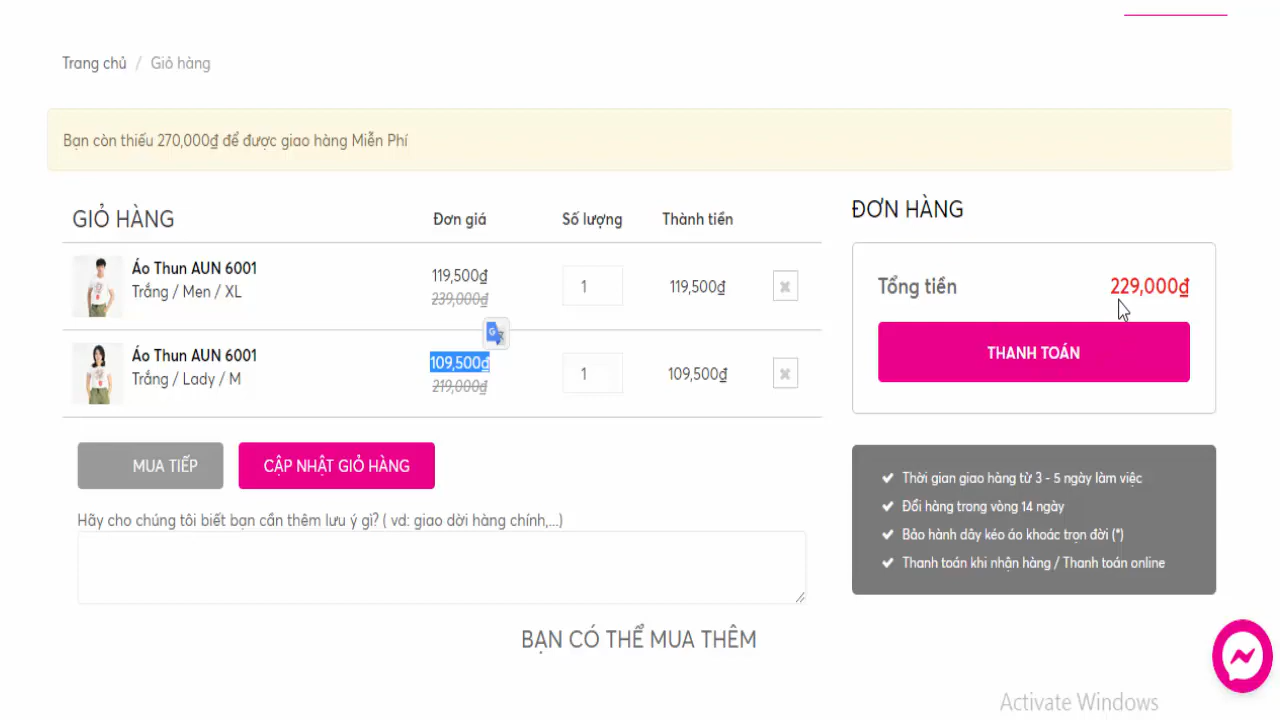 Trang chủ / Giỏ hàng
Bạn còn thiếu 270,000₫ để được giao hàng Miễn Phí
GIỎ HÀNG Đơn giá Số lượng Thành tiền
Áo Thun AUN 6001
Trắng / Men / XL
119,500₫
239,000₫
1
119,500₫
Áo Thun AUN 6001
Trắng / Lady / M
109,500₫
219,000₫
1
109,500₫
MUA TIẾP
CẬP NHẬT GIỎ HÀNG
Hãy cho chúng tôi biết bạn cần thêm lưu ý gì? ( vd: giao dời hàng chính,...)
ĐƠN HÀNG
Tổng tiền 229,000₫
THANH TOÁN
Thời gian giao hàng từ 3 - 5 ngày làm việc
Đổi hàng trong vòng 14 ngày
Bảo hành dây kéo áo khoác trọn đời (*)
Thanh toán khi nhận hàng / Thanh toán online
BẠN CÓ THỂ MUA THÊM
Activate Windows